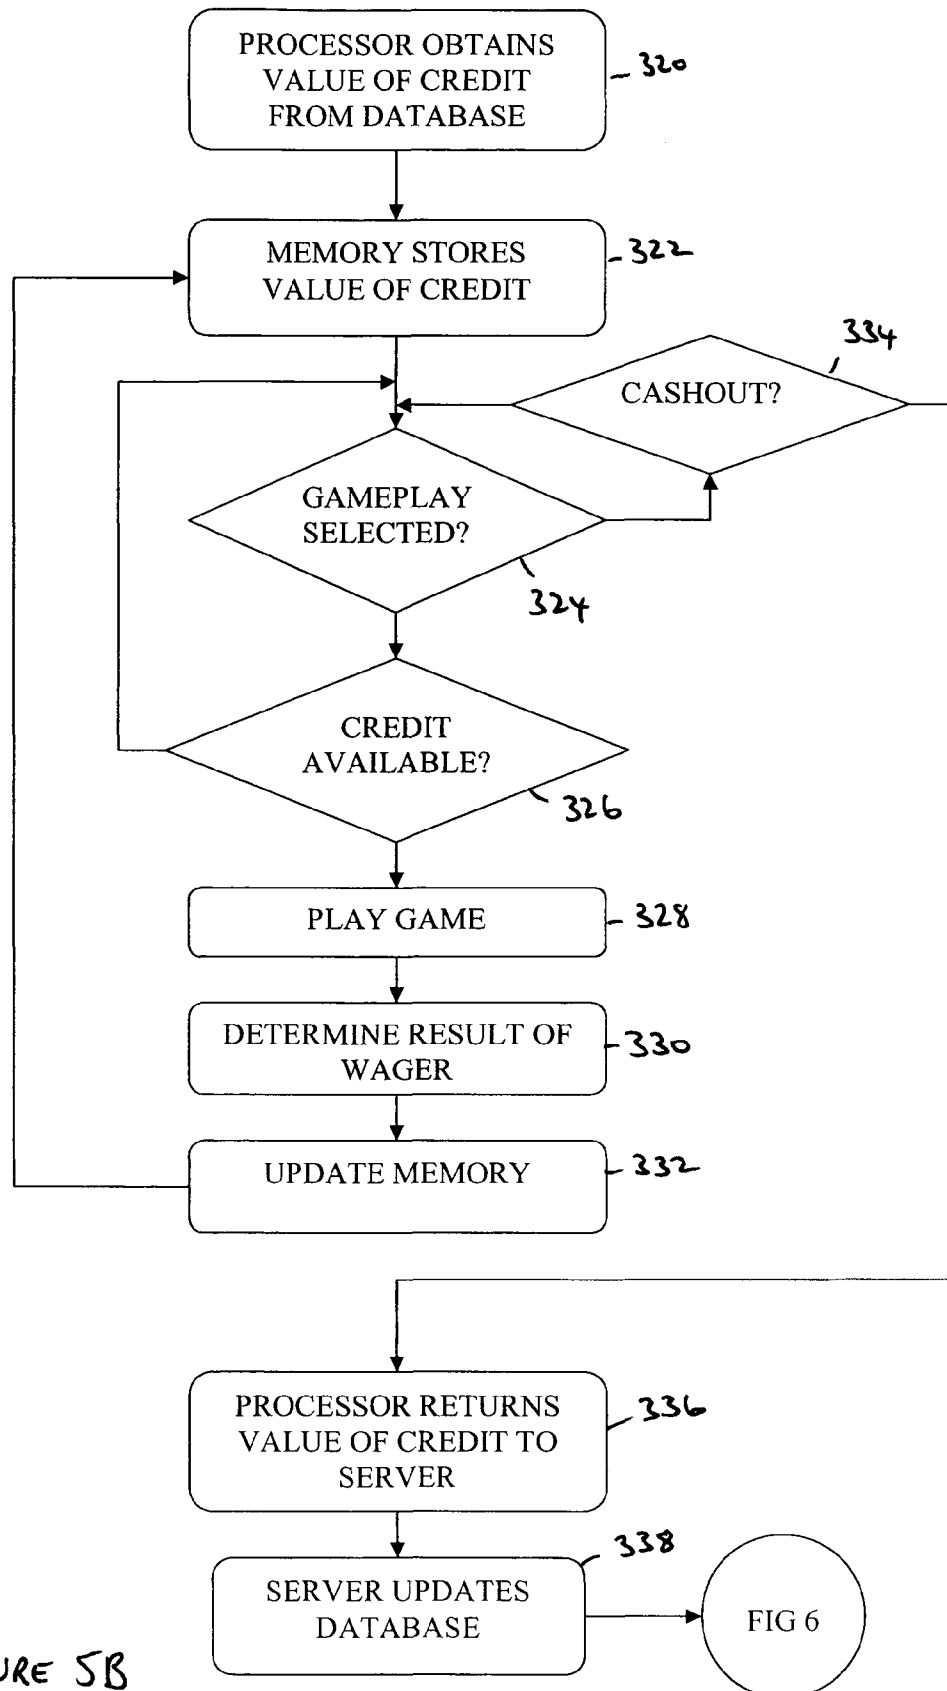 PROCESSOR OBTAINS
VALUE OF CREDIT
FROM DATABASE
320
MEMORY STORES
VALUE OF CREDIT
322
334
CASHOUT?
GAMEPLAY
SELECTED?
324
CREDIT
AVAILABLE?
326
PLAY GAME
328
DETERMINE RESULT OF
WAGER
330
UPDATE MEMORY
332
PROCESSOR RETURNS
VALUE OF CREDIT TO
SERVER
336
338
SERVER UPDATES
DATABASE
FIG 6
URE 5B